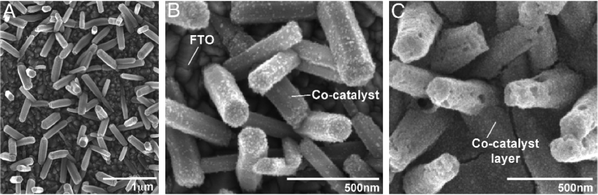 A
1μm
B
FTO
Co-catalyst
500nm
C
Co-catalyst
layer
500nm